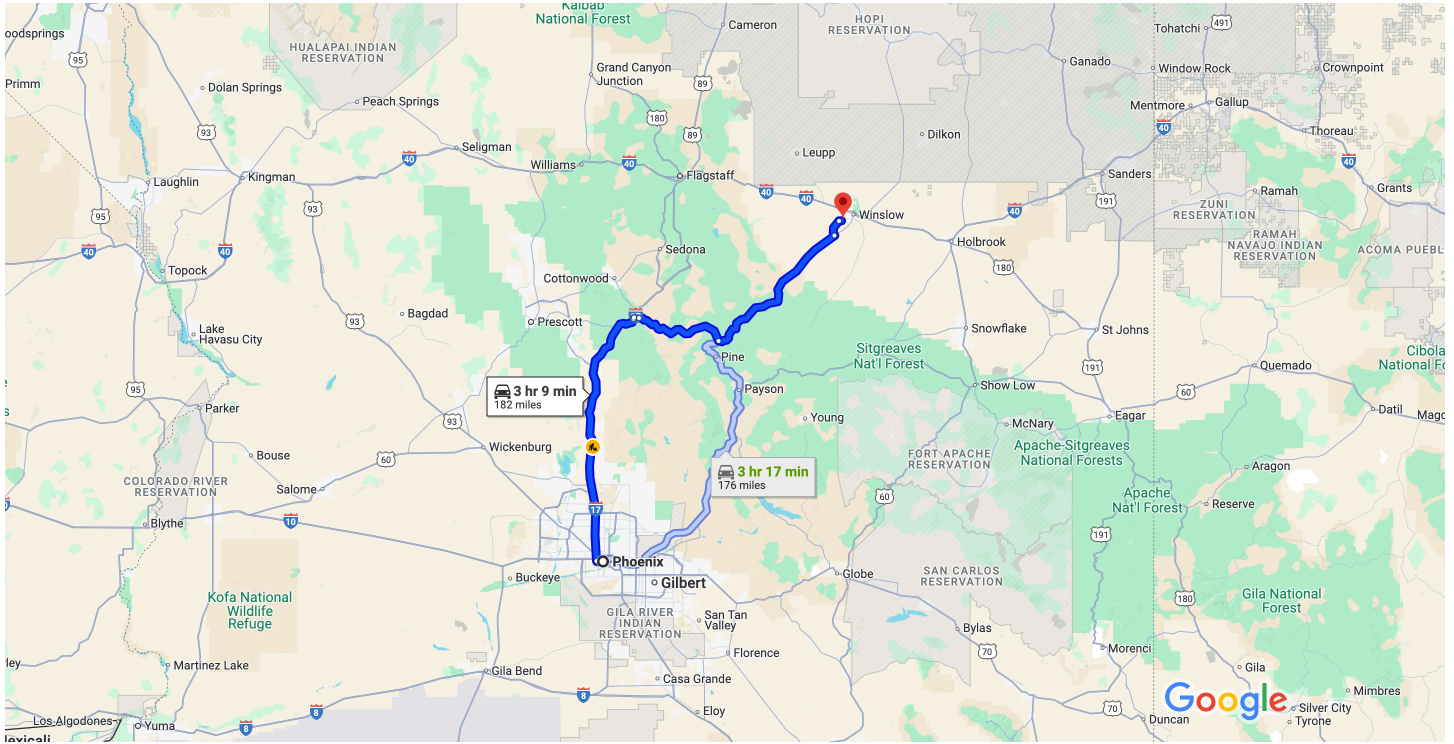 Kaibab
National Forest
Cameron
HOPI
RESERVATION
Tohatchi
491
oodsprings
HUALAPAI INDIAN
RESERVATION
95
Ganado
Window Rock
Crownpoint
Grand Canyon
Junction
89
Primm
Dolan Springs
Peach Springs
Mentmore
Gallup
180
93
89
Dilkon
40
Thoreau
Seligman
Leupp
40
Williams
40
40
Laughlin
Kingman
Flagstaff
Sanders
Ramah
Grants
40
40
191
93
95
Winslow
40
ZUNI
RESERVATION
Sedona
Holbrook
RAMAH
NAVAJO INDIAN
RESERVATION
ACOMA PUEBL
40
40
Topock
Cottonwood
180
Bagdad
93
Prescott
Lake
Havasu City
Snowflake
St Johns
Pine
Sitgreaves
Nat'l Forest
Cibola
National Fo
Quemado
191
3 hr 9 min
182 miles
Payson
Show Low
95
60
Parker
Young
Eagar
Datil
Magd
93
McNary
Wickenburg
Apache-Sitgreaves
National Forests
Bouse
60
FORT APACHE
RESERVATION
Aragon
3 hr 17 min
176 miles
COLORADO RIVER
RESERVATION
Salome
60
Apache
Nat'l Forest
Reserve
17
Blythe
10
191
Phoenix
Globe
SAN CARLOS
RESERVATION
Buckeye
Gilbert
Kofa National
Wildlife
Refuge
GILA RIVER
INDIAN
RESERVATION
San Tan
Valley
180
Gila National
Forest
Bylas
70
Morenci
Florence
ley
Martinez Lake
Gila Bend
Casa Grande
Gila
8
Mimbres
Google
Los Algodones
Yuma
8
8
Eloy
70
Duncan
Silver City
Tyrone
lexicali